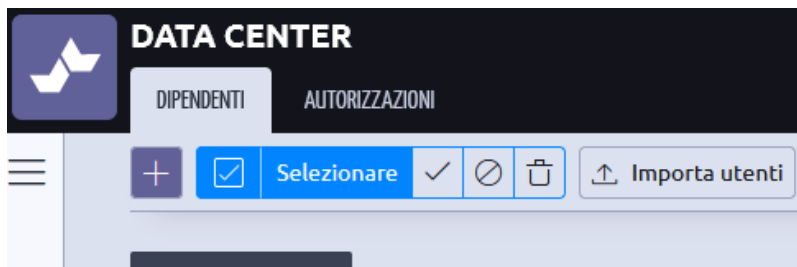 DATA CENTER
DIPENDENTI AUTORIZZAZIONI
Selezionare Importa utenti